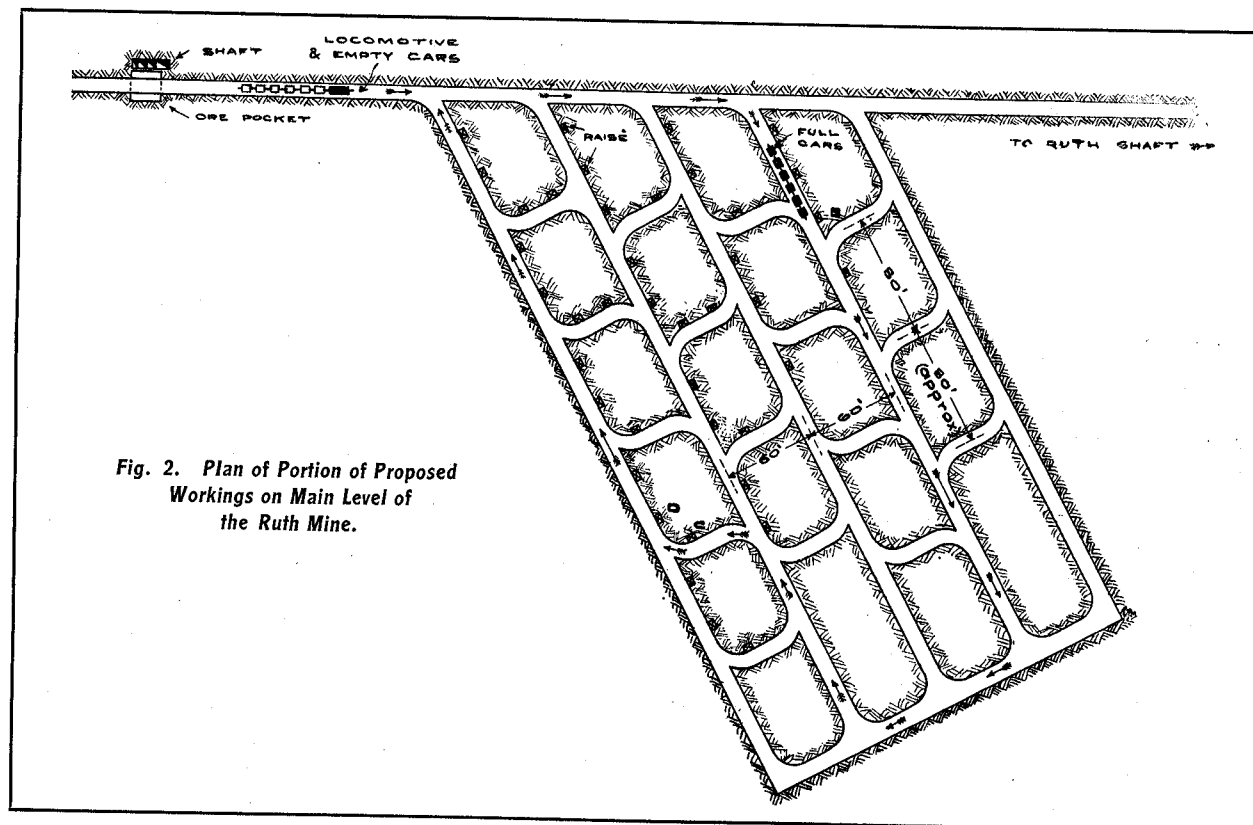 SHAFT
LOCOMOTIVE
& EMPTY CARS
ORE POCKET
RAISE
FULL
CARS
TO RUTH SHAFT
80'
80'
(approx.
60'
60'
Fig. 2. Plan of Portion of Proposed
Workings on Main Level of
the Ruth Mine.